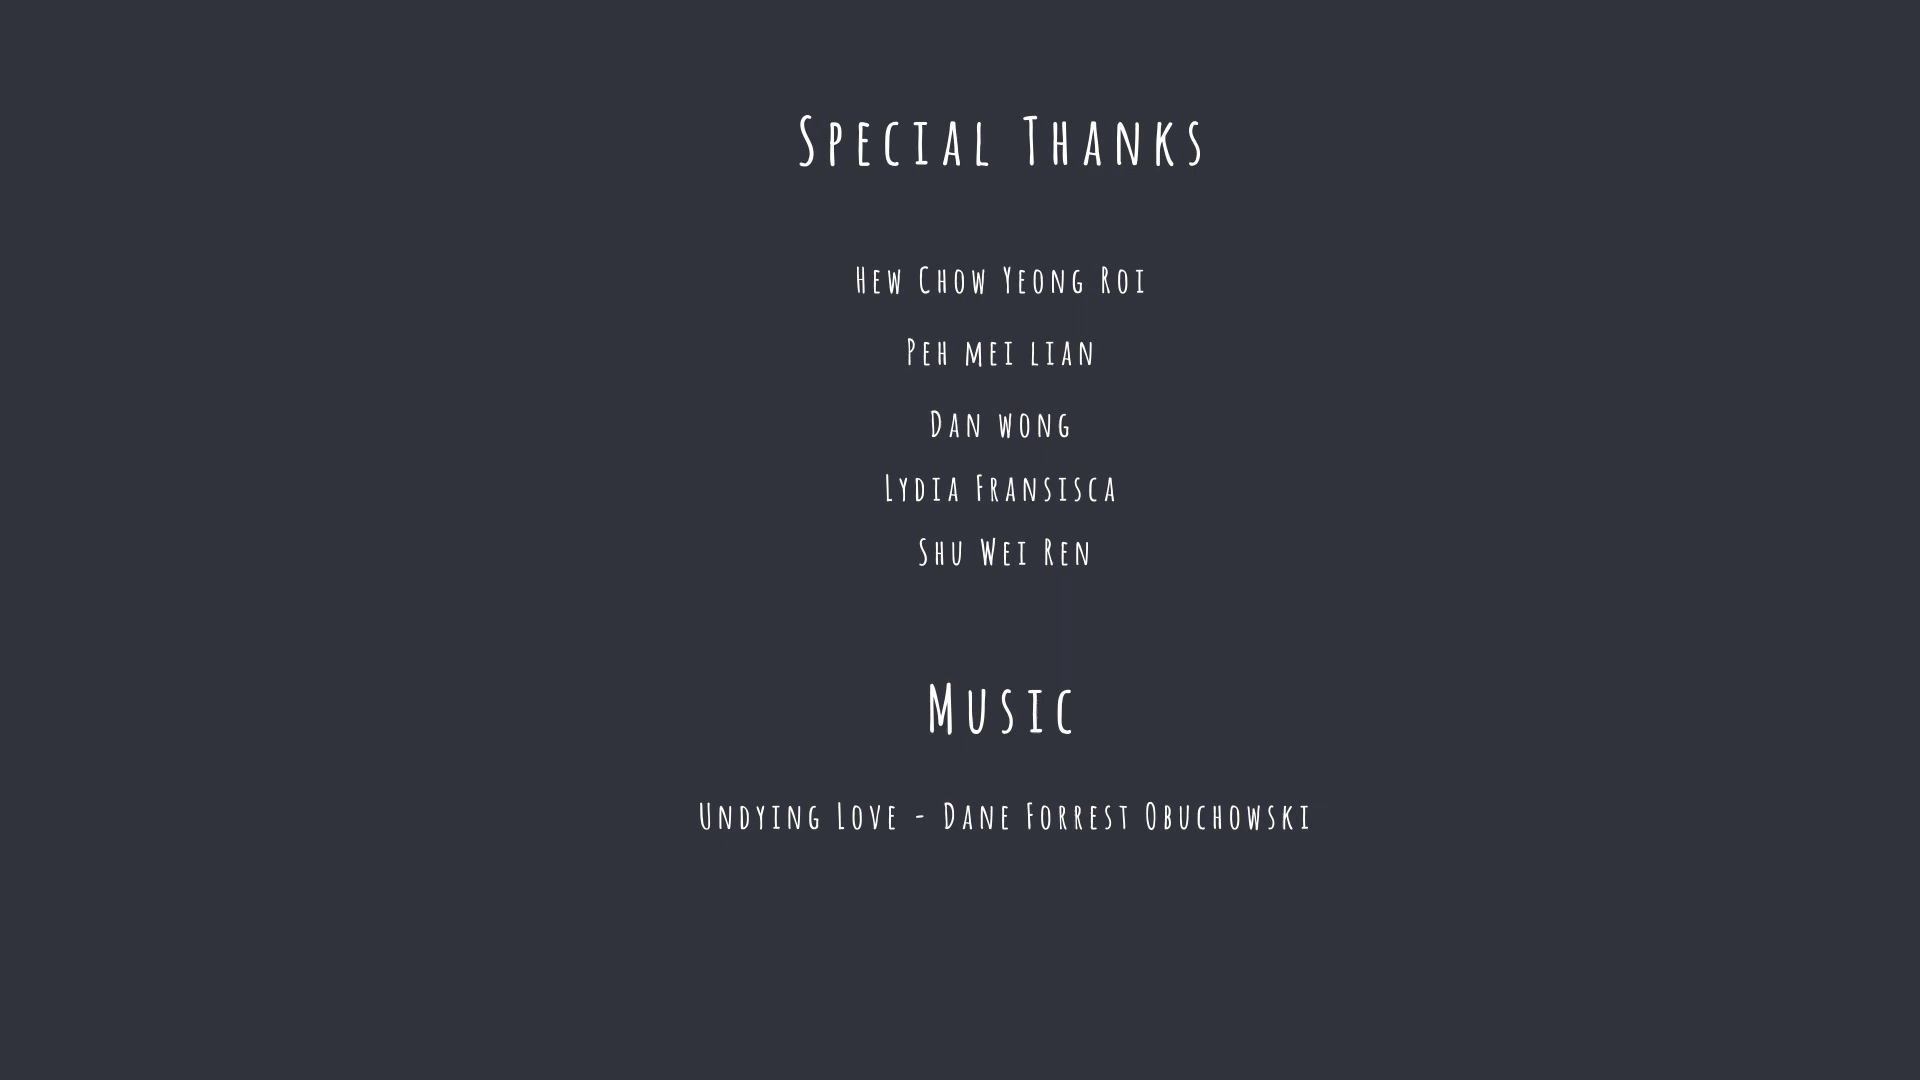 Special Thanks
Hew Chow Yeong Roi
Peh mei lian
Dan wong
Lydia Fransisca
Shu Wei Ren
Music
Undying Love - Dane Forrest Obuchowski